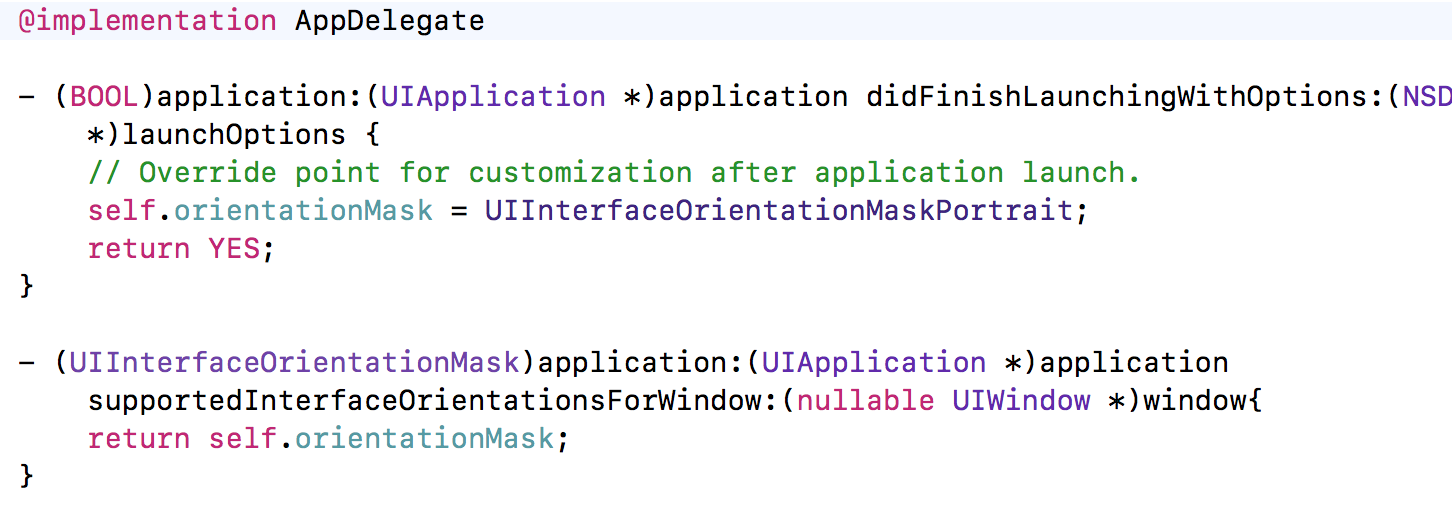 @implementation AppDelegate
- (BOOL)application:(UIApplication *)application didFinishLaunchingWithOptions:(NSD
*)launchOptions {
// Override point for customization after application launch.
self.orientationMask = UIInterfaceOrientationMaskPortrait;
return YES;
}
- (UIInterfaceOrientationMask)application:(UIApplication *)application
supportedInterfaceOrientationsForWindow:(nullable UIWindow *)window{
return self.orientationMask;
}